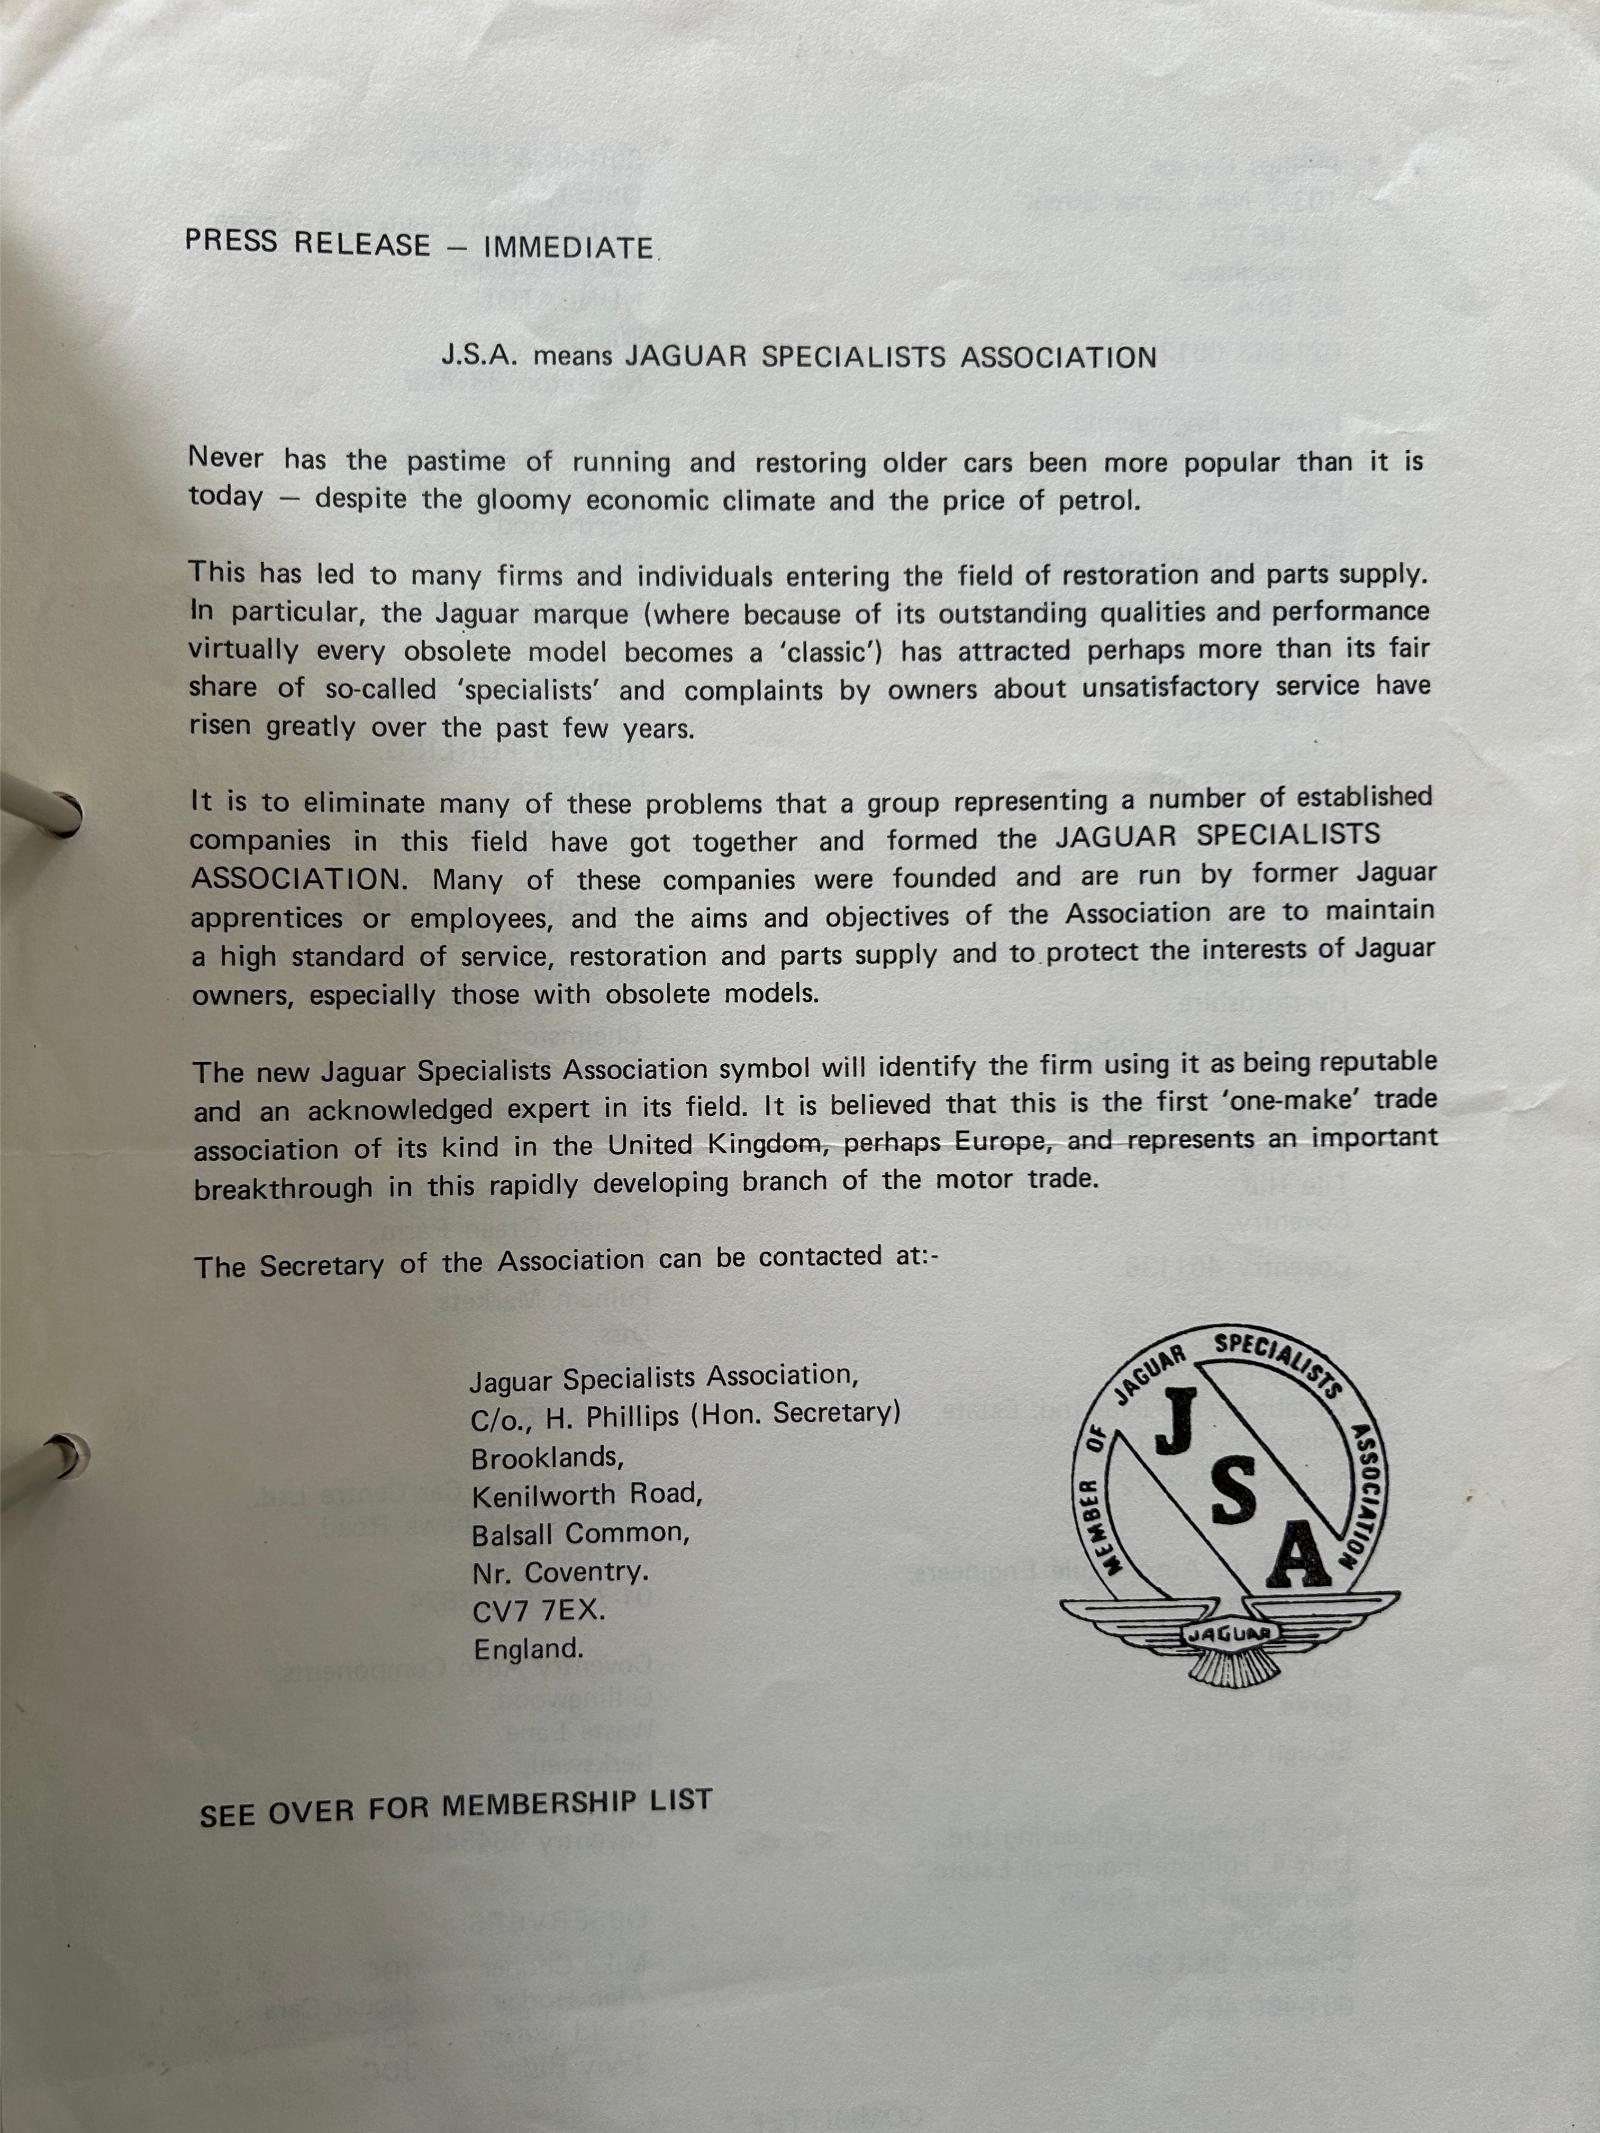 PRESS RELEASE — IMMEDIATE
J.S.A. means JAGUAR SPECIALISTS ASSOCIATION
Never has the pastime of running and restoring older cars been more popular than it is
today — despite the gloomy economic climate and the price of petrol.
This has led to many firms and individuals entering the field of restoration and parts supply.
In particular, the Jaguar marque (where because of its outstanding qualities and performance
virtually every obsolete model becomes a ‘classic’) has attracted perhaps more than its fair
share of so-called ‘specialists’ and complaints by owners about unsatisfactory service have
risen greatly over the past few years.
It is to eliminate many of these problems that a group representing a number of established
companies in this field have got together and formed the JAGUAR SPECIALISTS
ASSOCIATION. Many of these companies were founded and are run by former Jaguar
apprentices or employees, and the aims and objectives of the Association are to maintain
a high standard of service, restoration and parts supply and to protect the interests of Jaguar
owners, especially those with obsolete models.
The new Jaguar Specialists Association symbol will identify the firm using it as being reputable
and an acknowledged expert in its field. It is believed that this is the first ‘one-make’ trade
association of its kind in the United Kingdom, perhaps Europe, and represents an important
breakthrough in this rapidly developing branch of the motor trade.
The Secretary of the Association can be contacted at:-
Jaguar Specialists Association,
C/o., H. Phillips (Hon. Secretary)
Brooklands,
Kenilworth Road,
Balsall Common,
Nr. Coventry.
CV7 7EX.
England.
MEMBER OF JAGUAR SPECIALISTS ASSOCIATION
J
S
A
JAGUAR
SEE OVER FOR MEMBERSHIP LIST